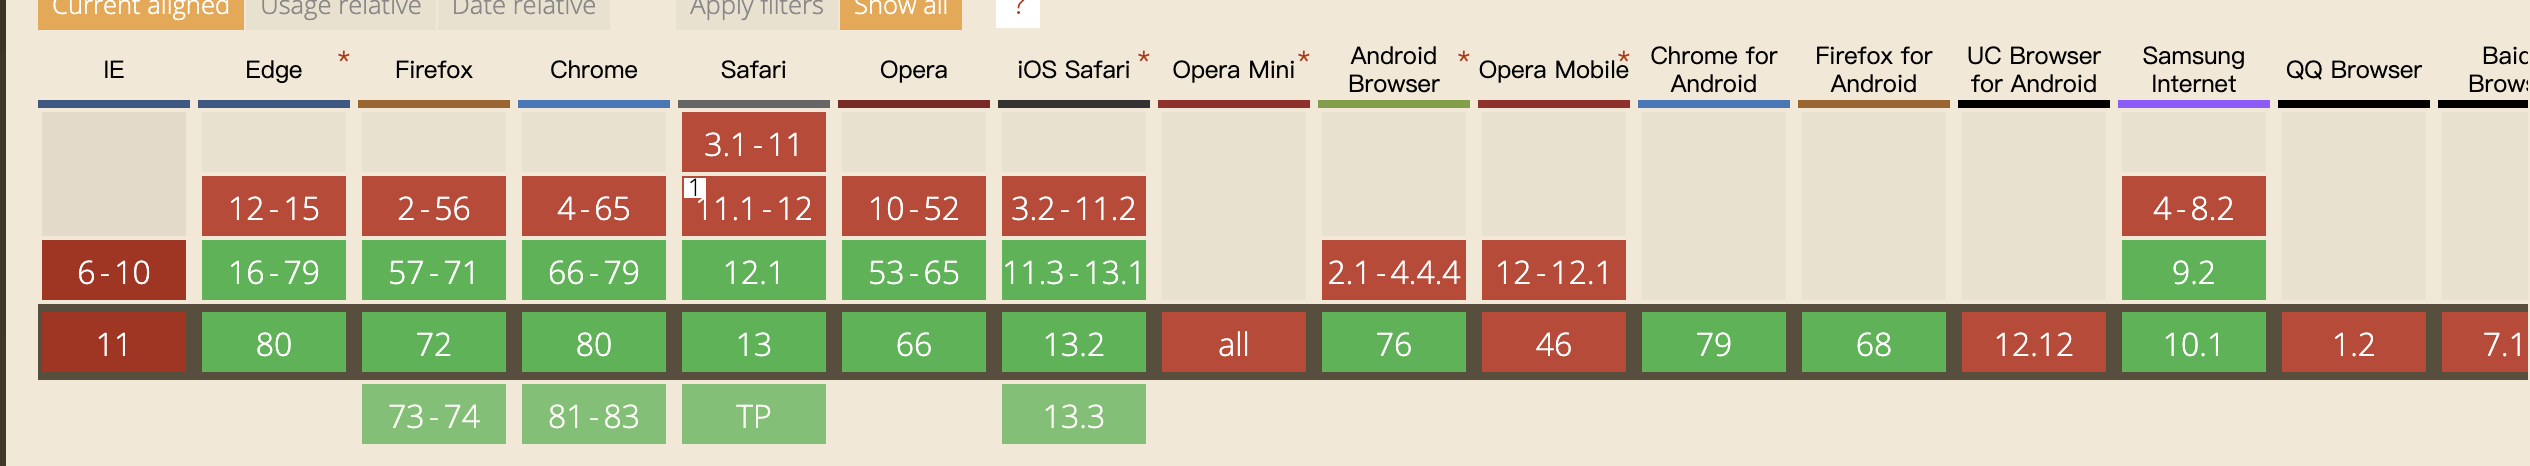 Current aligned Usage relative Date relative Apply filters Show all ?
IE Edge * Firefox Chrome Safari Opera iOS Safari * Opera Mini * Android Browser * Opera Mobile * Chrome for Android Firefox for Android UC Browser for Android Samsung Internet QQ Browser
3.1-11
12-15 2-56 4-65 1 11.1-12 10-52 3.2-11.2 4-8.2
6-10 16-79 57-71 66-79 12.1 53-65 11.3-13.1 2.1-4.4.4 12-12.1 9.2
11 80 72 80 13 66 13.2 all 76 46 79 68 12.12 10.1 1.2 7.1
73-74 81-83 TP 13.3